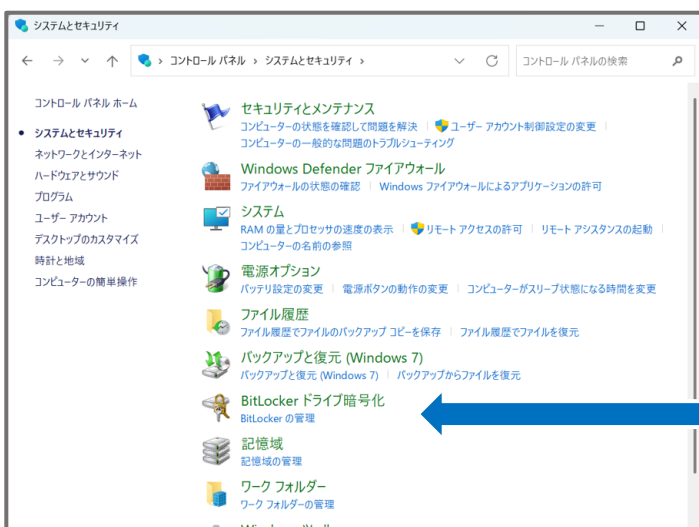 システムとセキュリティ
コントロール パネル › システムとセキュリティ ›
コントロール パネルの検索
コントロール パネル ホーム
システムとセキュリティ
ネットワークとインターネット
ハードウェアとサウンド
プログラム
ユーザー アカウント
デスクトップのカスタマイズ
時計と地域
コンピューターの簡単操作
セキュリティとメンテナンス
コンピューターの状態を確認して問題を解決 | ユーザー アカウント制御設定の変更 |
コンピューターの一般的な問題のトラブルシューティング
Windows Defender ファイアウォール
ファイアウォールの状態の確認 | Windows ファイアウォールによるアプリケーションの許可
システム
RAM の量とプロセッサの速度の表示 | リモート アクセスの許可 | リモート アシスタンスの起動 |
コンピューターの名前の参照
電源オプション
バッテリ設定の変更 | 電源ボタンの動作の変更 | コンピューターがスリープ状態になる時間を変更
ファイル履歴
ファイル履歴でファイルのバックアップ コピーを保存 | ファイル履歴でファイルを復元
バックアップと復元 (Windows 7)
バックアップと復元 (Windows 7) | バックアップからファイルを復元
BitLocker ドライブ暗号化
BitLocker の管理
記憶域
記憶域の管理
ワーク フォルダー
ワーク フォルダーの管理